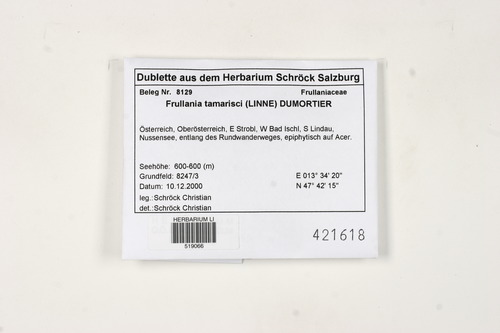 Dublette aus dem Herbarium Schröck Salzburg
Beleg Nr. 8129 Frullaniaceae
Frullania tamarisci (LINNE) DUMORTIER
Österreich, Oberösterreich, E Strobl, W Bad Ischl, S Lindau,
Nussensee, entlang des Rundwanderweges, epiphytisch auf Acer.
Seehöhe: 600-600 (m)
Grundfeld: 8247/3 E 013° 34' 20"
Datum: 10.12.2000 N 47° 42' 15"
leg.: Schröck Christian
det.: Schröck Christian
HERBARIUM LI
519066
421618